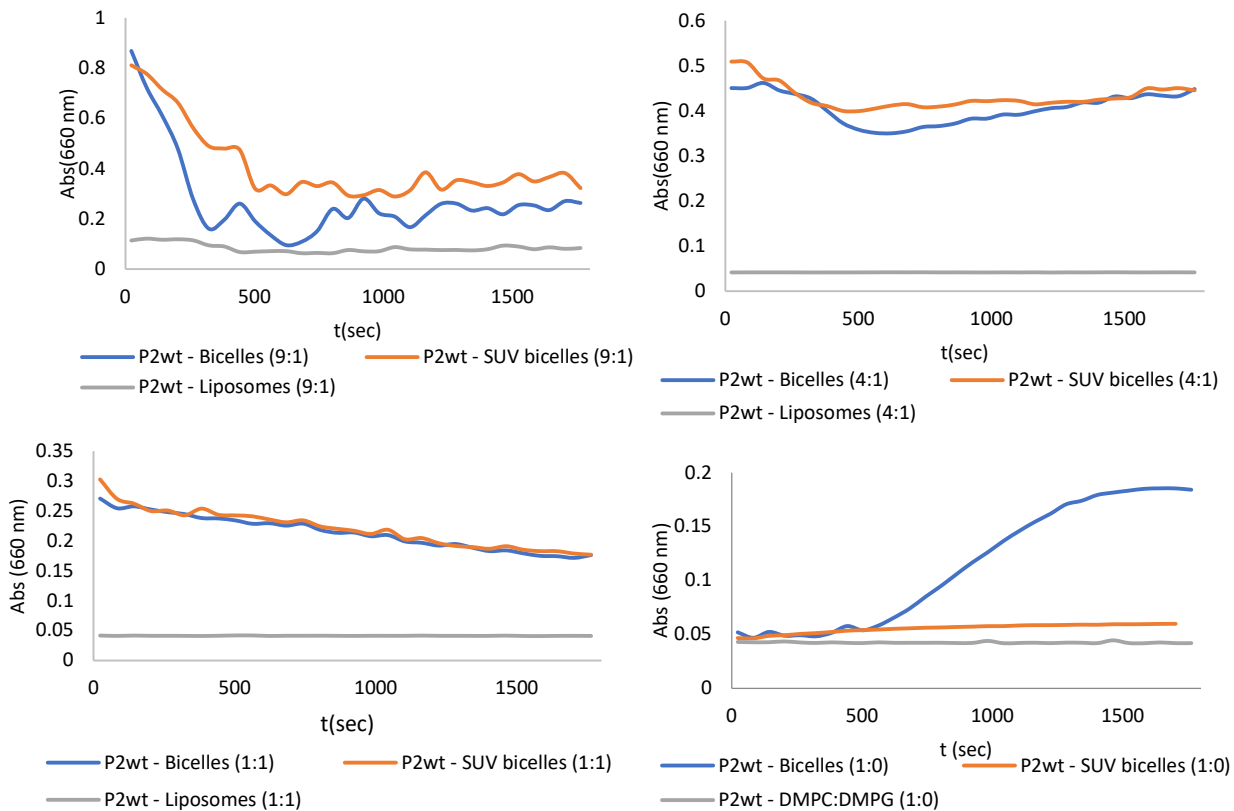 Abs(660 nm)
1
0.8
0.6
0.4
0.2
0
0 500 1000 1500
t(sec)
P2wt - Bicelles (9:1) P2wt - SUV bicelles (9:1)
P2wt - Liposomes (9:1)
Abs(660 nm)
0.6
0.5
0.4
0.3
0.2
0.1
0
0 500 1000 1500
t(sec)
P2wt - Bicelles (4:1) P2wt - SUV bicelles (4:1)
P2wt - Liposomes (4:1)
Abs (660 nm)
0.35
0.3
0.25
0.2
0.15
0.1
0.05
0
0 500 1000 1500
t(sec)
P2wt - Bicelles (1:1) P2wt - SUV bicelles (1:1)
P2wt - Liposomes (1:1)
Abs (660 nm)
0.2
0.15
0.1
0.05
0
0 500 1000 1500
t (sec)
P2wt - Bicelles (1:0) P2wt - SUV bicelles (1:0)
P2wt - DMPC:DMPG (1:0)